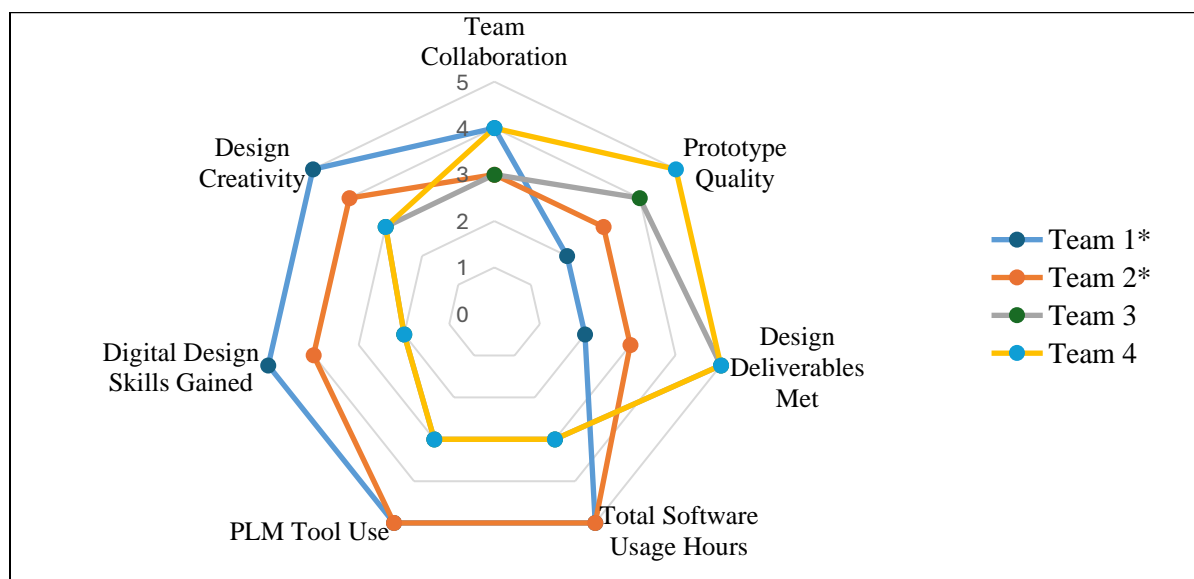 Team
Collaboration
5
4
3
2
1
0
Prototype
Quality
Design
Deliverables
Met
Total Software
Usage Hours
PLM Tool Use
Digital Design
Skills Gained
Design
Creativity
Team 1*
Team 2*
Team 3
Team 4